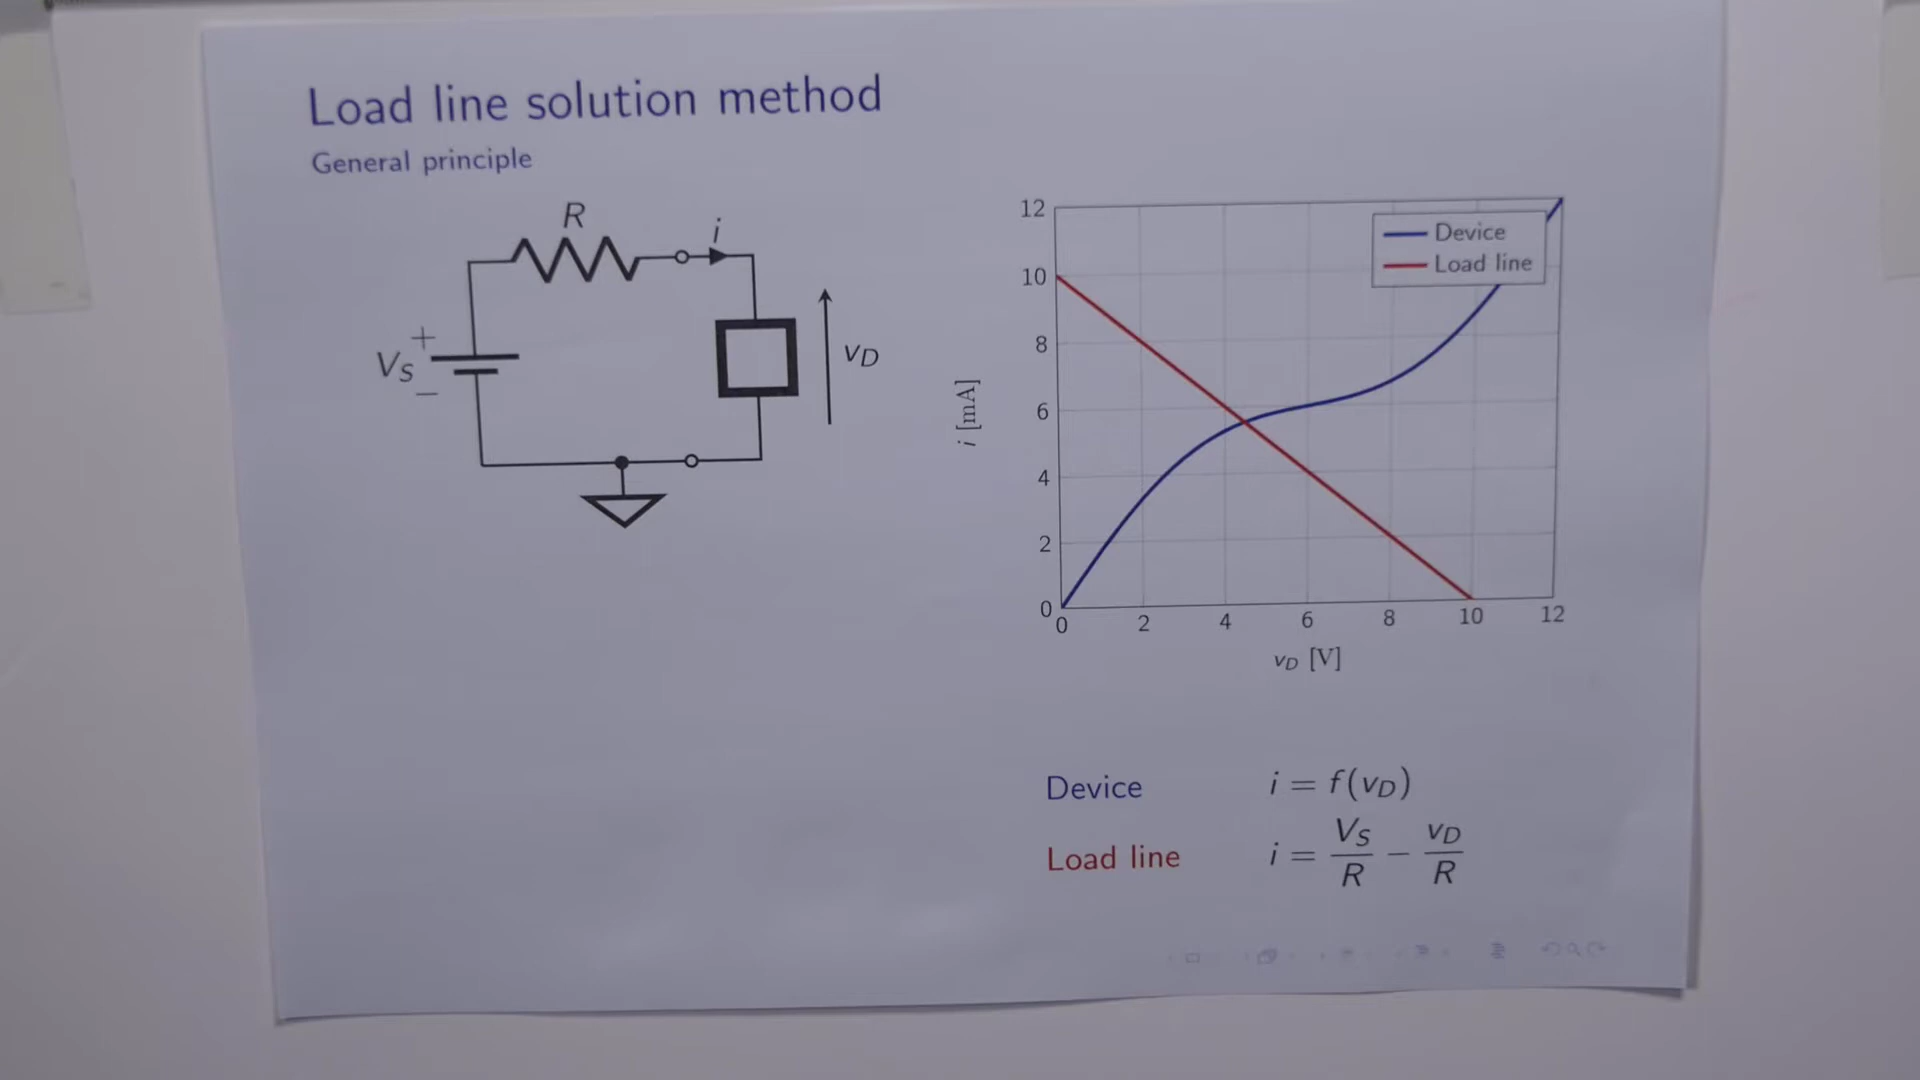 Load line solution method
General principle
R
i
+
V_S
−
v_D
12
10
8
6
4
2
0
i [mA]
Device
Load line
0 2 4 6 8 10 12
v_D [V]
Device i = f(v_D)
Load line i = V_S/R − v_D/R